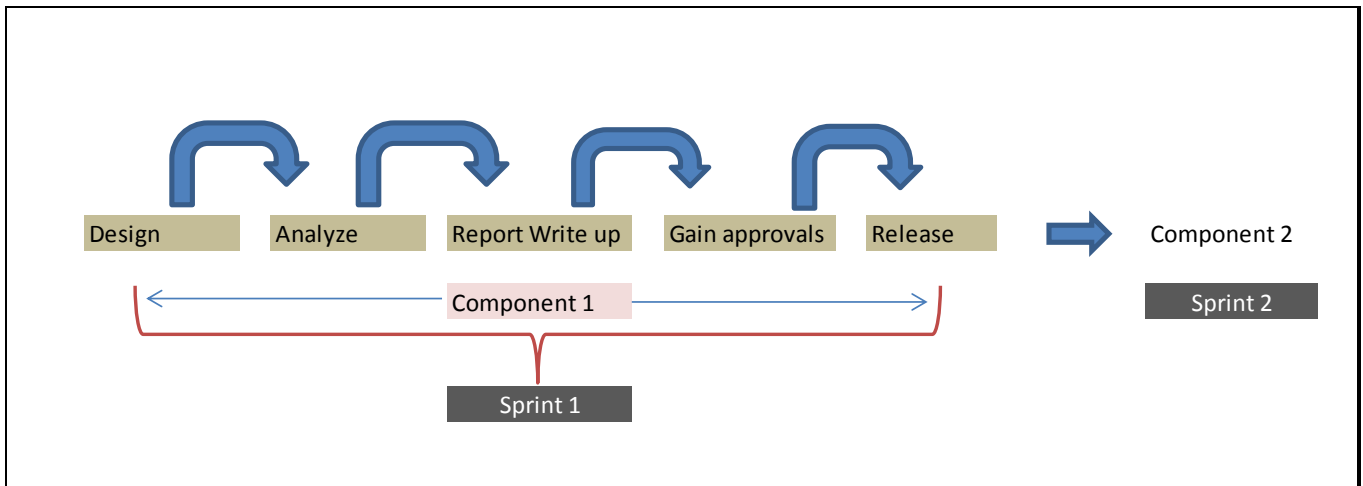 Design
Analyze
Report Write up
Gain approvals
Release
Component 2
Component 1
Sprint 2
Sprint 1